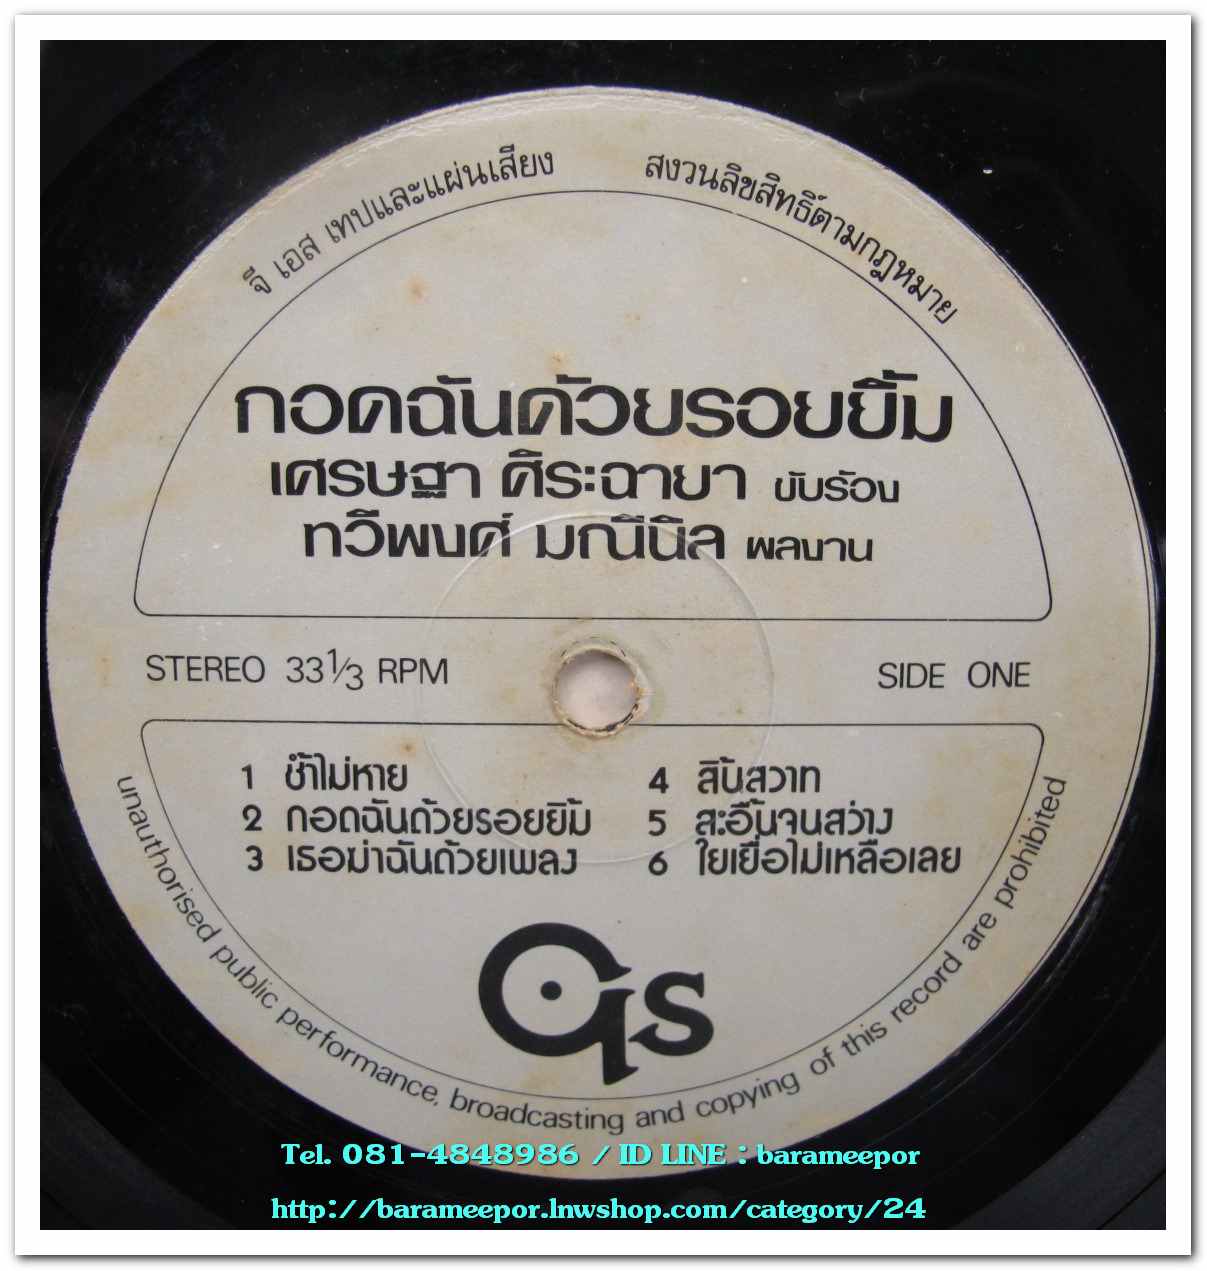 จี เอส เทปและแผ่นเสียง
สงวนลิขสิทธิ์ตามกฎหมาย
กอดฉันด้วยรอยยิ้ม
เศรษฐา ศิระฉายา ขับร้อง
ทวีพงศ์ มณีนิล ผลงาน
STEREO 33 1/3 RPM
SIDE ONE
1 ช้ำไม่หาย
2 กอดฉันด้วยรอยยิ้ม
3 เธอฆ่าฉันด้วยเพลง
4 สิ้นสวาท
5 สะอื้นจนสว่าง
6 ใยเยื่อไม่เหลือเลย
GS
unauthorised public performance, broadcasting and copying of this record are prohibited
Tel. 081-4848986 / ID LINE : barameepor
http://barameepor.lnwshop.com/category/24